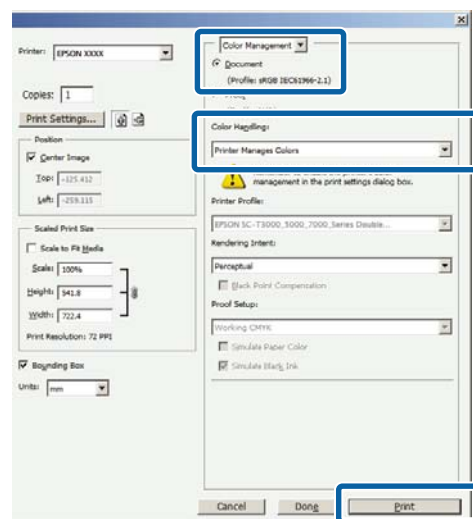 Printer: EPSON XXXX
Copies: 1
Print Settings...
Position
Center Image
Top: -125.412
Left: -259.115
Scaled Print Size
Scale to Fit Media
Scale: 100%
Height: 541.8
Width: 722.4
Print Resolution: 72 PPI
Bounding Box
Units: mm
Color Management
Document
(Profile: sRGB IEC61966-2.1)
Color Handling:
Printer Manages Colors
management in the print settings dialog box.
Printer Profile:
EPSON SC-T3000_5000_7000_Series Double...
Rendering Intent:
Perceptual
Black Point Compensation
Proof Setup:
Working CMYK
Simulate Paper Color
Simulate Black Ink
Cancel
Done
Print